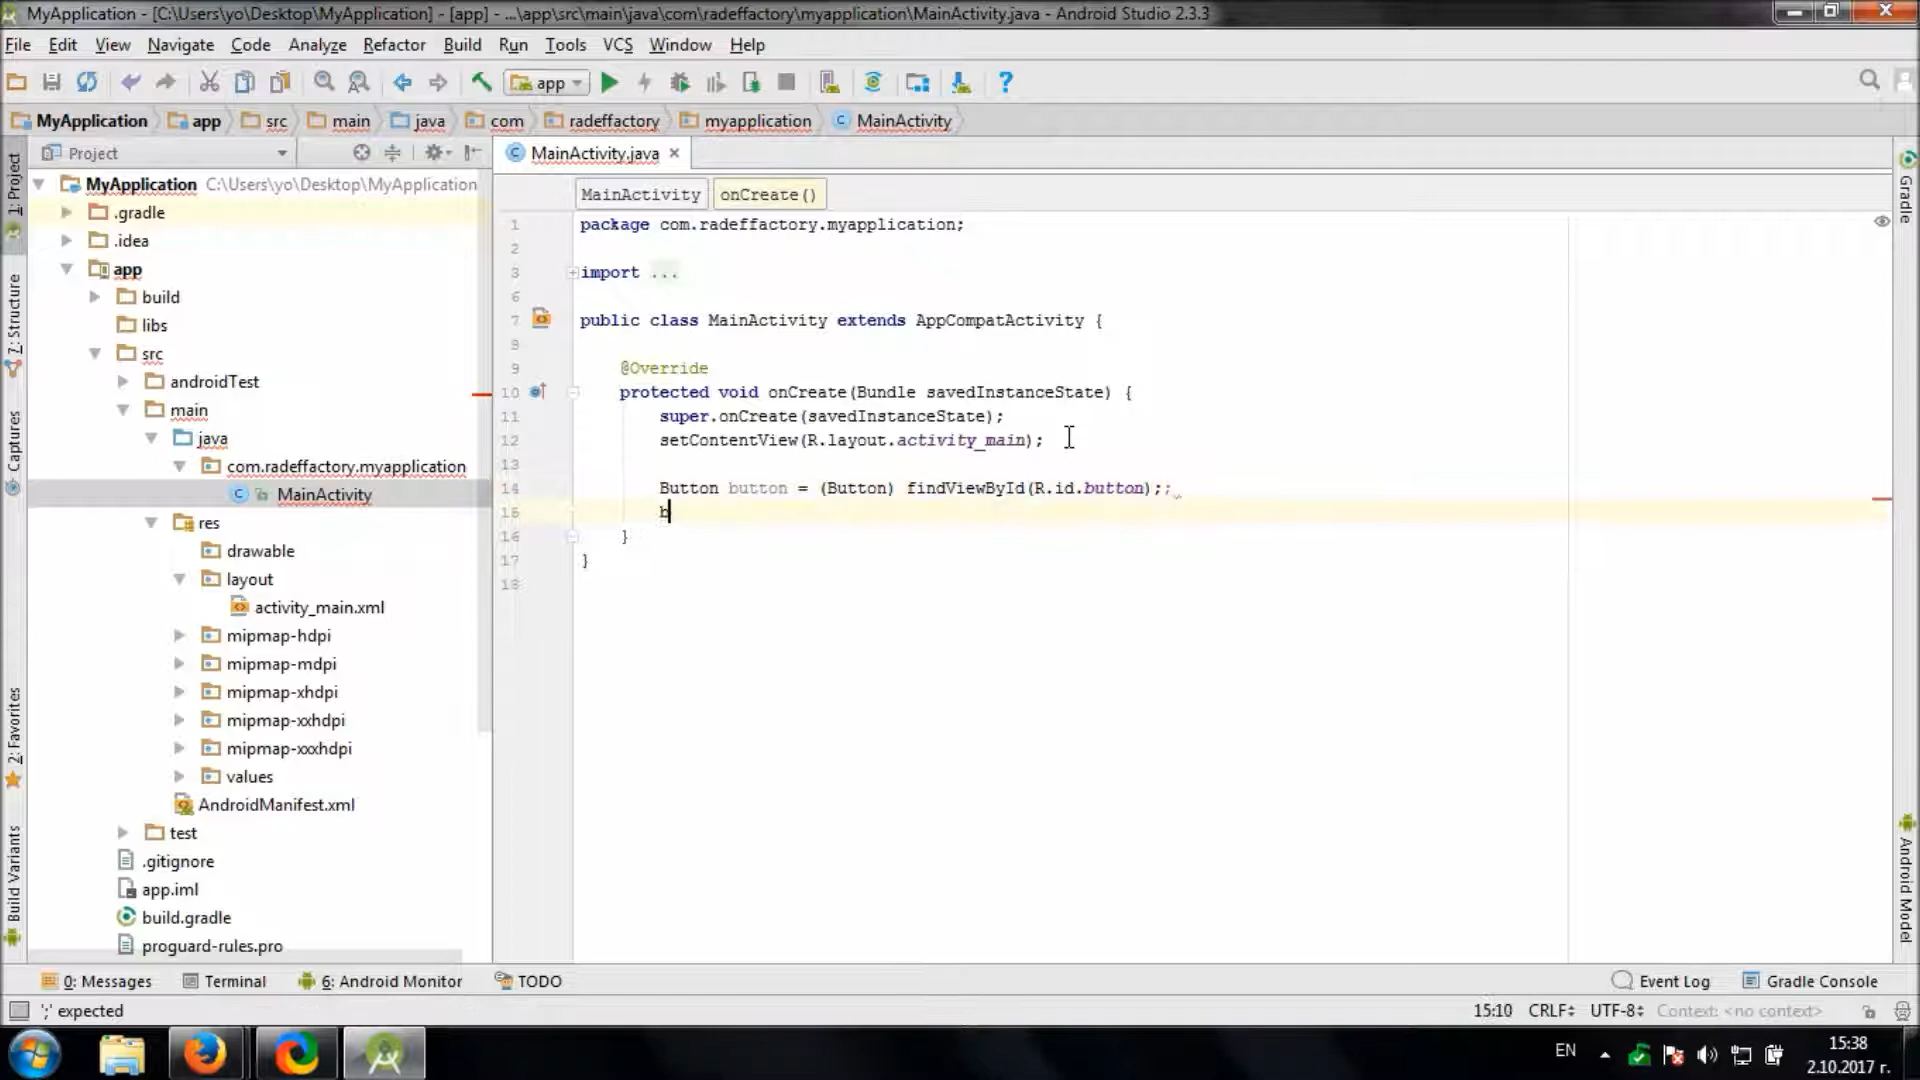 MyApplication - [C:\Users\yo\Desktop\MyApplication] - [app] - ...\app\src\main\java\com\radeffactory\myapplication\MainActivity.java - Android Studio 2.3.3
File Edit View Navigate Code Analyze Refactor Build Run Tools VCS Window Help
app
MyApplication app src main java com radeffactory myapplication MainActivity
Project
MainActivity.java
MainActivity onCreate()
1: Project
7: Structure
Captures
2: Favorites
Build Variants
MyApplication C:\Users\yo\Desktop\MyApplication
.gradle
.idea
app
build
libs
src
androidTest
main
java
com.radeffactory.myapplication
MainActivity
res
drawable
layout
activity_main.xml
mipmap-hdpi
mipmap-mdpi
mipmap-xhdpi
mipmap-xxhdpi
mipmap-xxxhdpi
values
AndroidManifest.xml
test
.gitignore
app.iml
build.gradle
proguard-rules.pro
1 package com.radeffactory.myapplication;
2
3 import ...
6
7 public class MainActivity extends AppCompatActivity {
8
9 @Override
10 protected void onCreate(Bundle savedInstanceState) {
11 super.onCreate(savedInstanceState);
12 setContentView(R.layout.activity_main);
13
14 Button button = (Button) findViewById(R.id.button);;
15 b
16 }
17 }
18
Gradle
Android Model
0: Messages Terminal 6: Android Monitor TODO Event Log Gradle Console
';' expected 15:10 CRLF UTF-8 Context: <no context>
EN 15:38
2.10.2017 г.